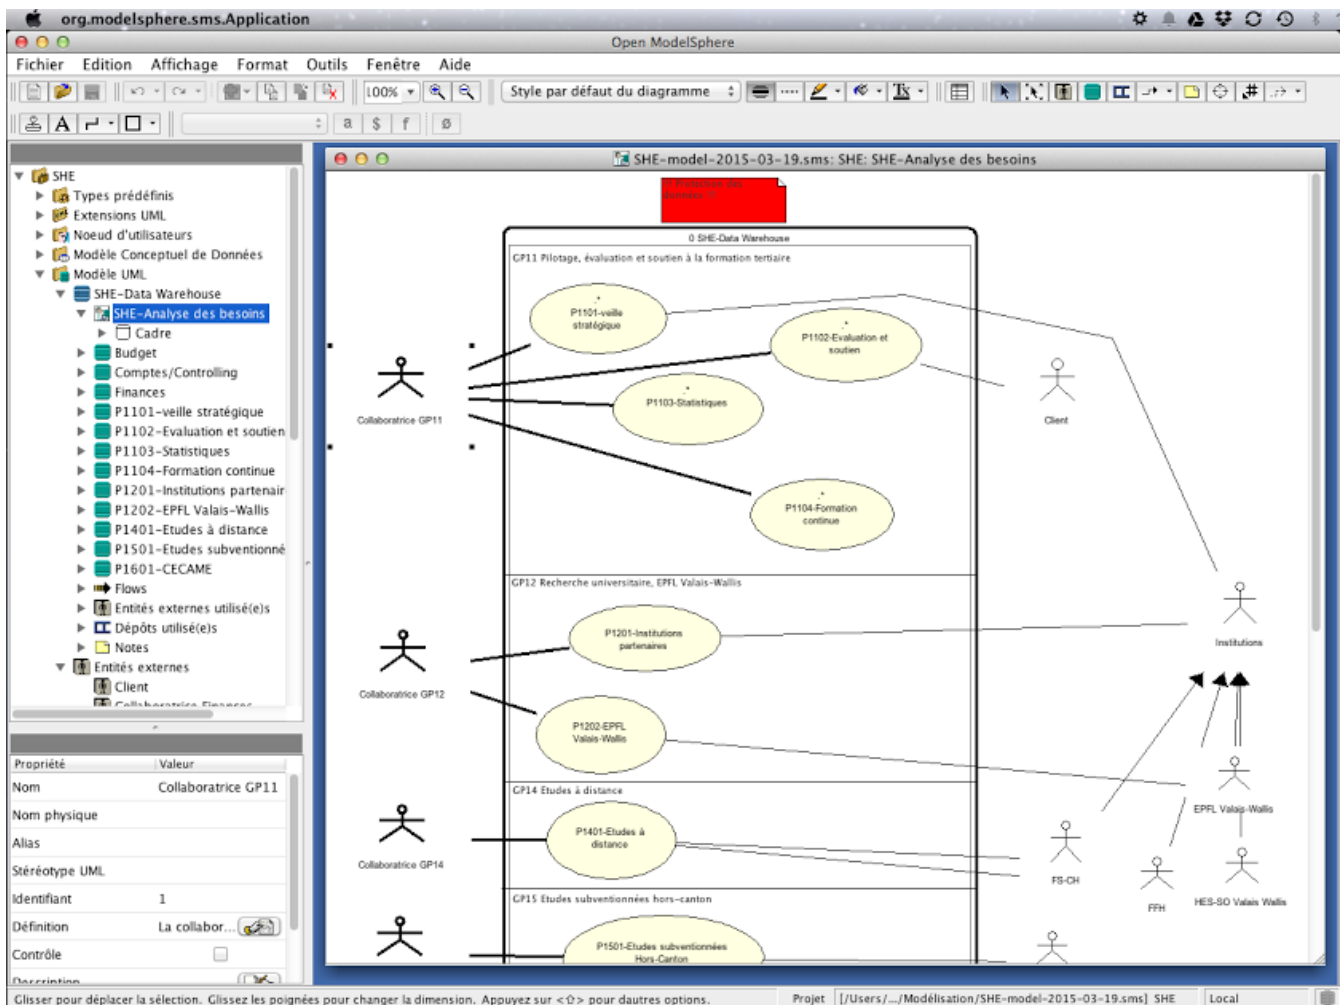 org.modelsphere.sms.Application
Open ModelSphere
Fichier Edition Affichage Format Outils Fenêtre Aide
100% Style par défaut du diagramme Tx
A a $ f ø
SHE
Types prédéfinis
Extensions UML
Noeud d'utilisateurs
Modèle Conceptuel de Données
Modèle UML
SHE-Data Warehouse
SHE-Analyse des besoins
Cadre
Budget
Comptes/Controlling
Finances
P1101-veille stratégique
P1102-Evaluation et soutien
P1103-Statistiques
P1104-Formation continue
P1201-Institutions partenair
P1202-EPFL Valais-Wallis
P1401-Etudes à distance
P1501-Etudes subventionné
P1601-CECAME
Flows
Entités externes utilisé(e)s
Dépôts utilisé(e)s
Notes
Entités externes
Client
Collaboratrice Finances
Propriété Valeur
Nom Collaboratrice GP11
Nom physique
Alias
Stéréotype UML
Identifiant 1
Définition La collabor...
Contrôle
Description
SHE-model-2015-03-19.sms: SHE: SHE-Analyse des besoins
!! Protection des
données !!
0 SHE-Data Warehouse
GP11 Pilotage, évaluation et soutien à la formation tertiaire
P1101-veille
stratégique
P1102-Evaluation et
soutien
P1103-Statistiques
Collaboratrice GP11
Client
P1104-Formation
continue
GP12 Recherche universitaire, EPFL Valais-Wallis
P1201-Institutions
partenaires
Institutions
Collaboratrice GP12
P1202-EPFL
Valais-Wallis
GP14 Etudes à distance
EPFL Valais-Wallis
P1401-Etudes à
distance
Collaboratrice GP14
FS-CH
FFH
HES-SO Valais Wallis
GP15 Etudes subventionnées hors-canton
P1501-Etudes subventionnées
Hors-Canton
Glisser pour déplacer la sélection. Glissez les poignées pour changer la dimension. Appuyez sur <⇧> pour dautres options.
Projet [/Users/.../Modélisation/SHE-model-2015-03-19.sms] SHE Local